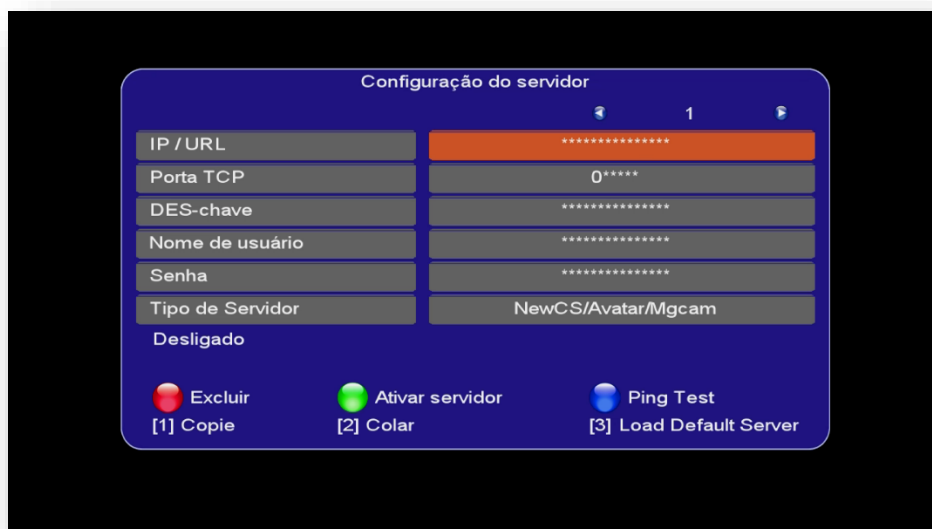 Configuração do servidor
1
IP / URL ***************
Porta TCP 0*****
DES-chave ***************
Nome de usuário ***************
Senha ***************
Tipo de Servidor NewCS/Avatar/Mgcam
Desligado
Excluir Ativar servidor Ping Test
[1] Copie [2] Colar [3] Load Default Server